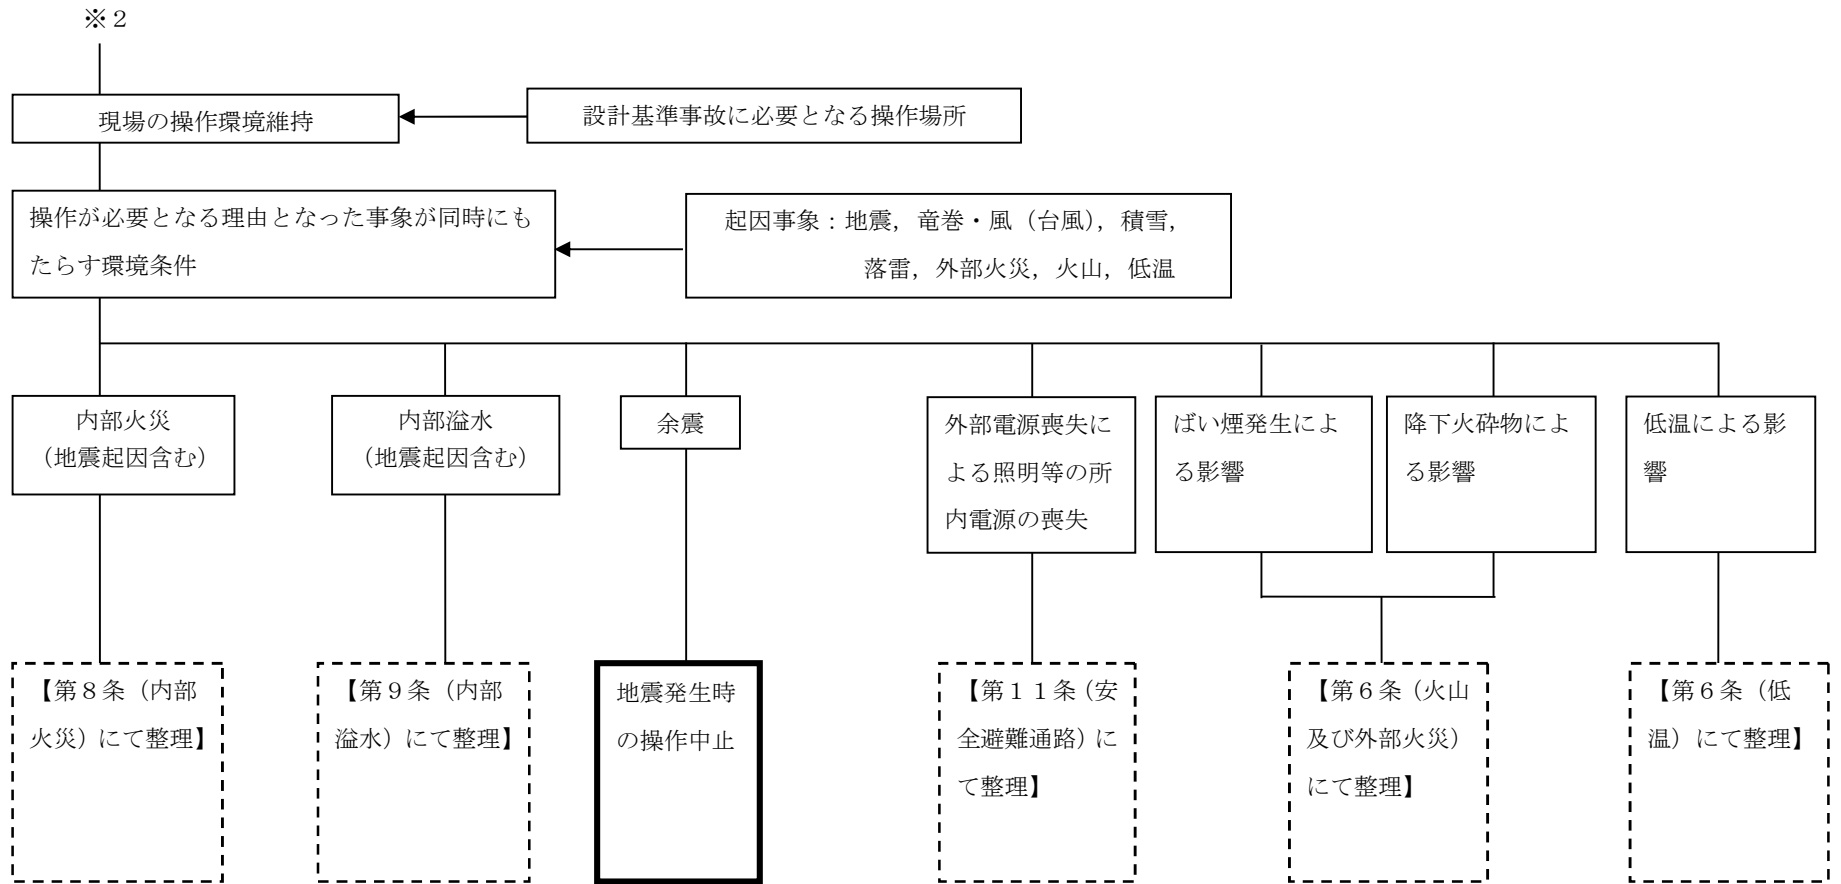 ※２
現場の操作環境維持
設計基準事故に必要となる操作場所
操作が必要となる理由となった事象が同時にも
たらす環境条件
起因事象：地震，竜巻・風（台風），積雪，
落雷，外部火災，火山，低温
内部火災
（地震起因含む）
内部溢水
（地震起因含む）
余震
外部電源喪失に
よる照明等の所
内電源の喪失
ばい煙発生によ
る影響
降下火砕物によ
る影響
低温による影
響
【第８条（内部
火災）にて整理】
【第９条（内部
溢水）にて整理】
地震発生時
の操作中止
【第１１条（安
全避難通路）に
て整理】
【第６条（火山
及び外部火災）
にて整理】
【第６条（低
温）にて整理】